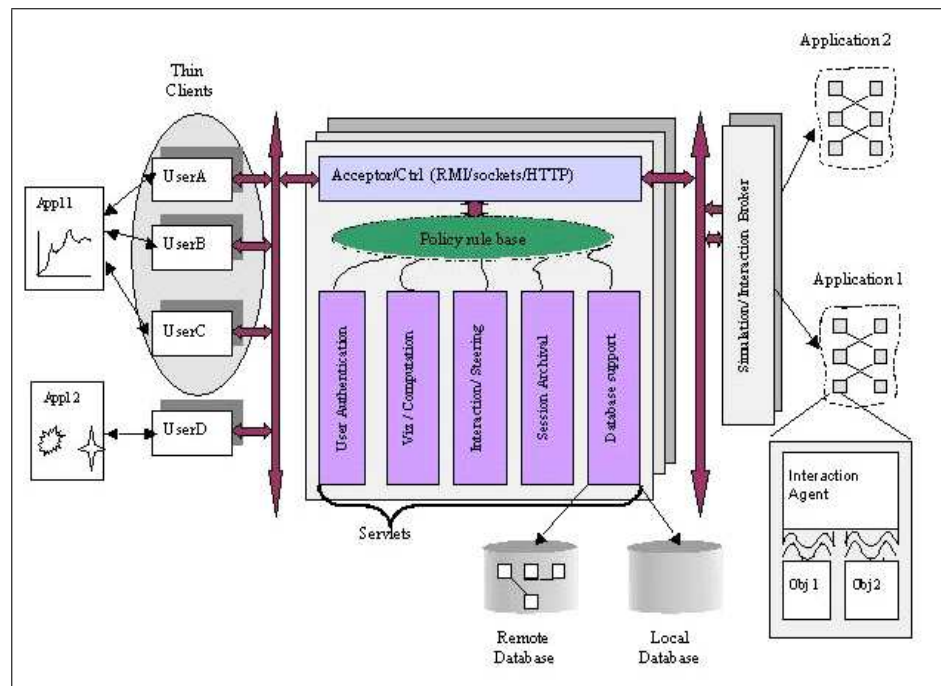 Application 2
Thin
Clients
UserA
Appl1
UserB
UserC
Appl2
UserD
Acceptor/Ctrl (RMI/sockets/HTTP)
Policy rule base
User Authentication
Viz / Computation
Interaction/ Steering
Session Archival
Database support
Servlets
Simulation/ Interaction Broker
Application 1
Interaction
Agent
Obj 1
Obj 2
Remote
Database
Local
Database